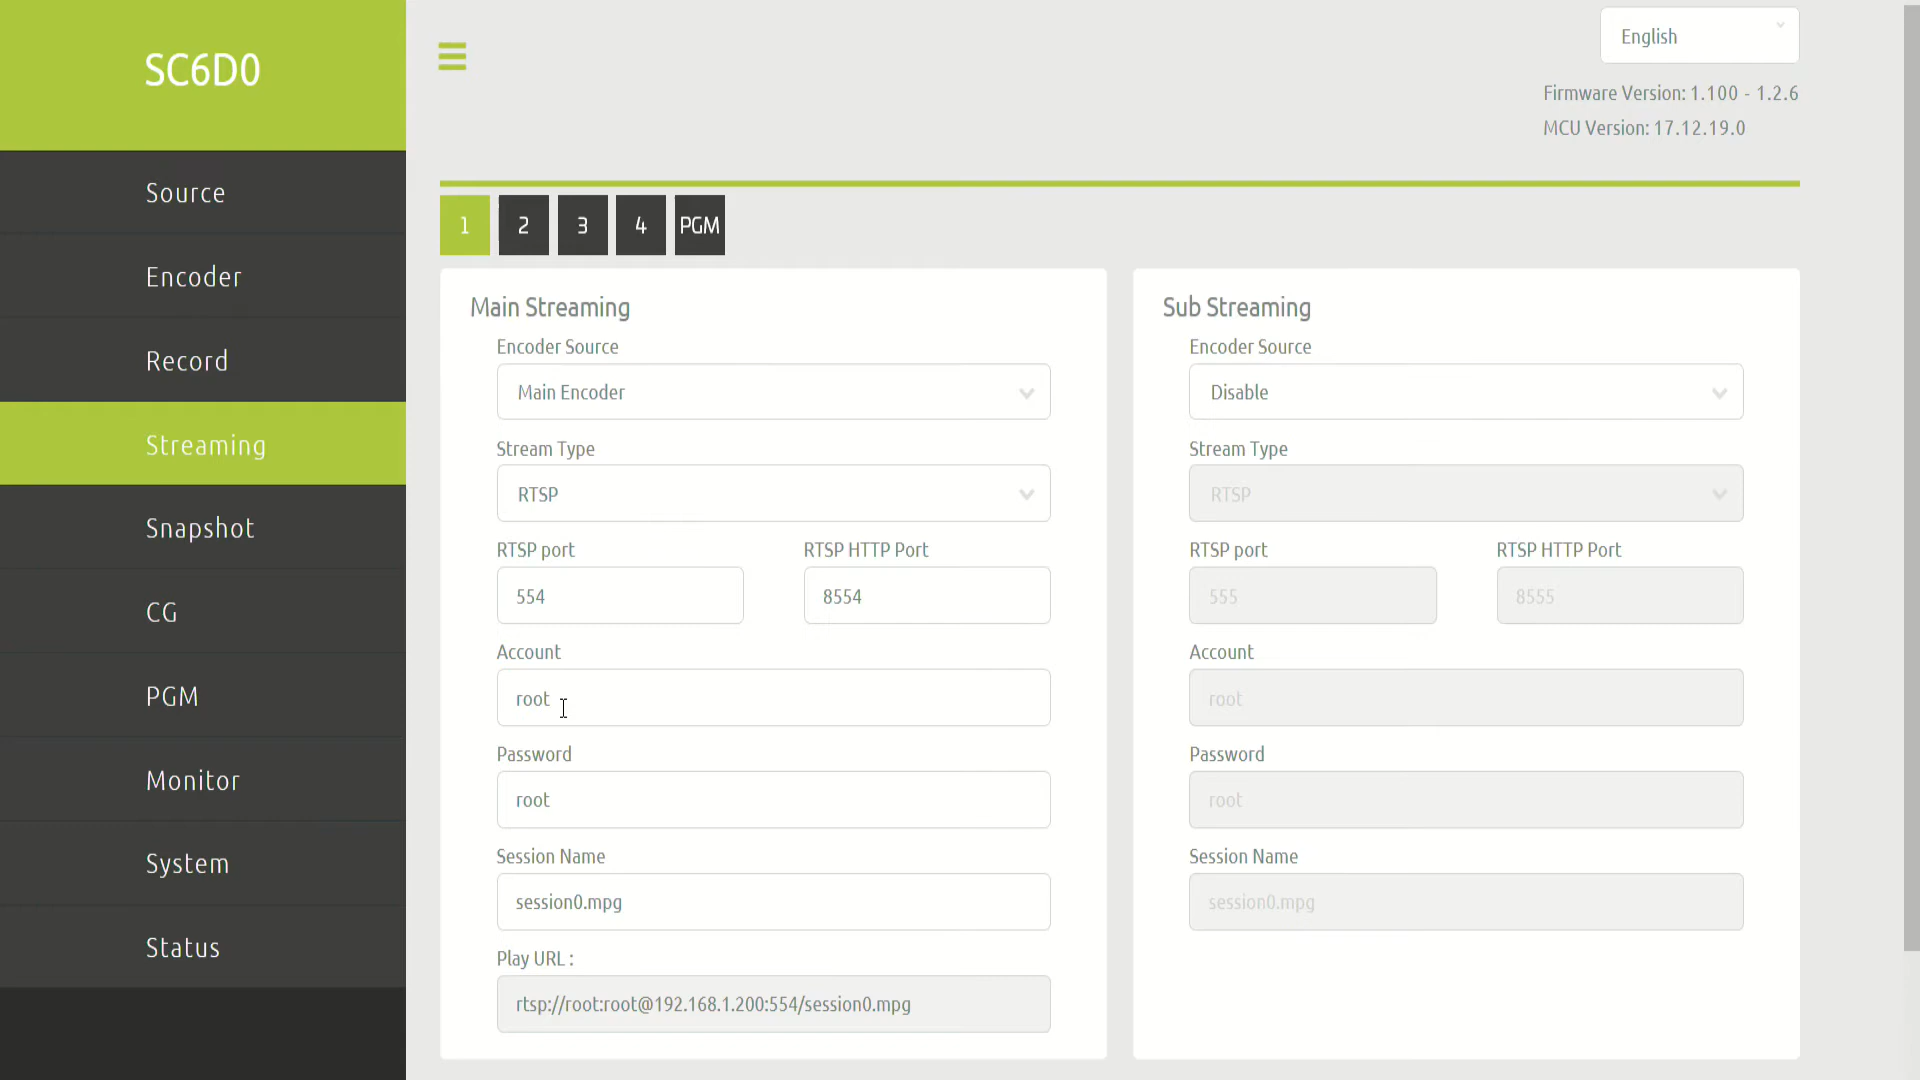 SC6D0
English
Firmware Version: 1.100 - 1.2.6
MCU Version: 17.12.19.0
Source
Encoder
Record
Streaming
Snapshot
CG
PGM
Monitor
System
Status
1 2 3 4 PGM
Main Streaming
Encoder Source
Main Encoder
Stream Type
RTSP
RTSP port RTSP HTTP Port
554 8554
Account
root
Password
root
Session Name
session0.mpg
Play URL :
rtsp://root:root@192.168.1.200:554/session0.mpg
Sub Streaming
Encoder Source
Disable
Stream Type
RTSP
RTSP port RTSP HTTP Port
555 8555
Account
root
Password
root
Session Name
session0.mpg